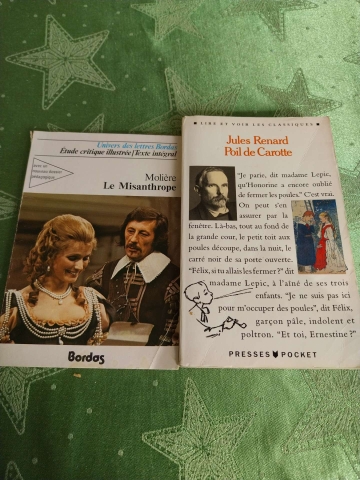 Univers des lettres Bordas
Étude critique illustrée/Texte intégral
Molière
Le Misanthrope
Bordas
LIRE ET VOIR LES CLASSIQUES
Jules Renard
Poil de Carotte
"Je parie, dit madame Lepic,
qu'Honorine a encore oublié
de fermer les poules." C'est vrai.
On peut s'en
assurer par la
fenêtre. Là-bas, tout au fond de
la grande cour, le petit toit aux
poules découpe, dans la nuit, le
carré noir de sa porte ouverte.
"Félix, si tu allais les fermer?" dit
madame Lepic, à l'aîné de ses trois
enfants. "Je ne suis pas ici
pour m'occuper des poules", dit Félix,
garçon pâle, indolent et
poltron. "Et toi, Ernestine?"
PRESSES POCKET